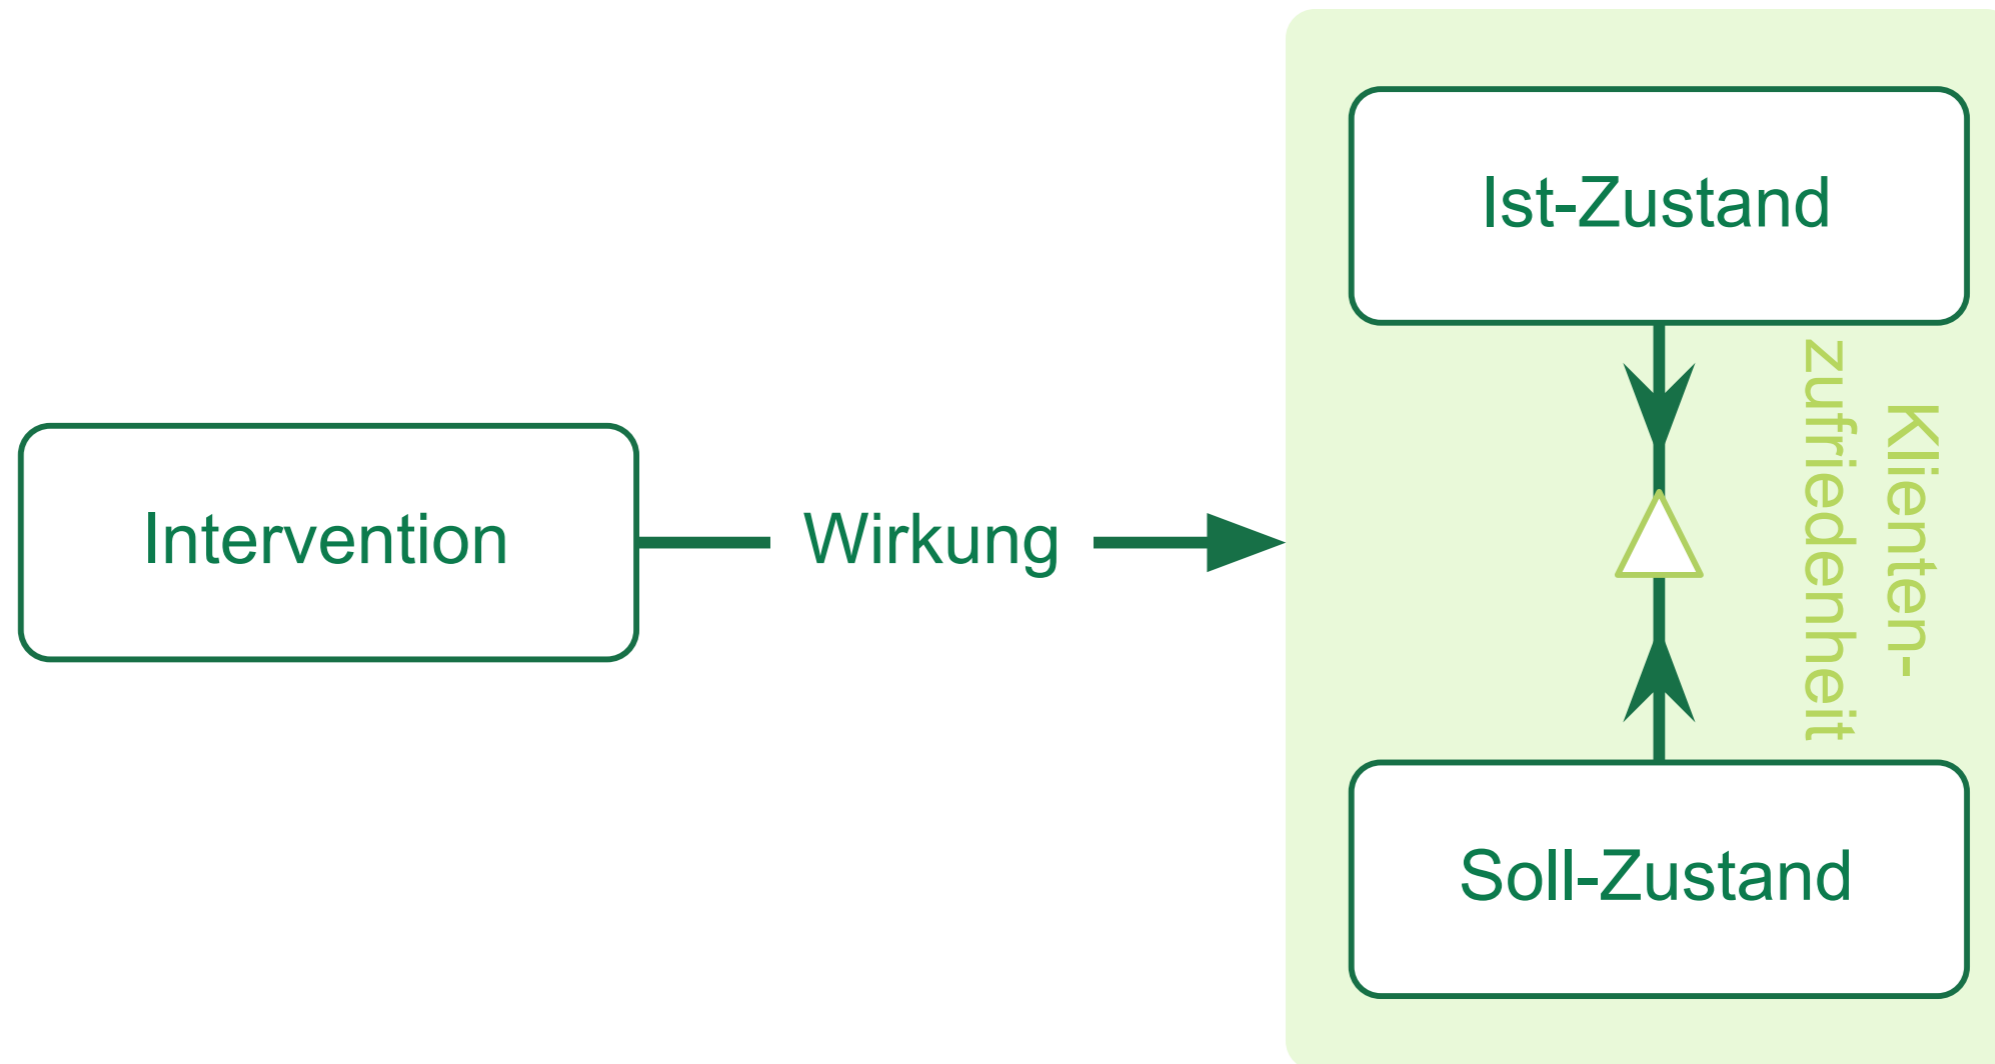 Ist-Zustand
Intervention
Wirkung
Klienten-
zufriedenheit
Soll-Zustand